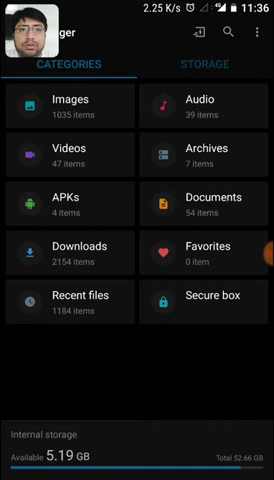 2.25 K/s 4G 11:36
ger
CATEGORIES STORAGE
Images
1035 items
Audio
39 items
Videos
47 items
Archives
7 items
APKs
4 items
Documents
54 items
Downloads
2154 items
Favorites
0 item
Recent files
1184 items
Secure box
Internal storage
Available 5.19 GB Total 52.66 GB